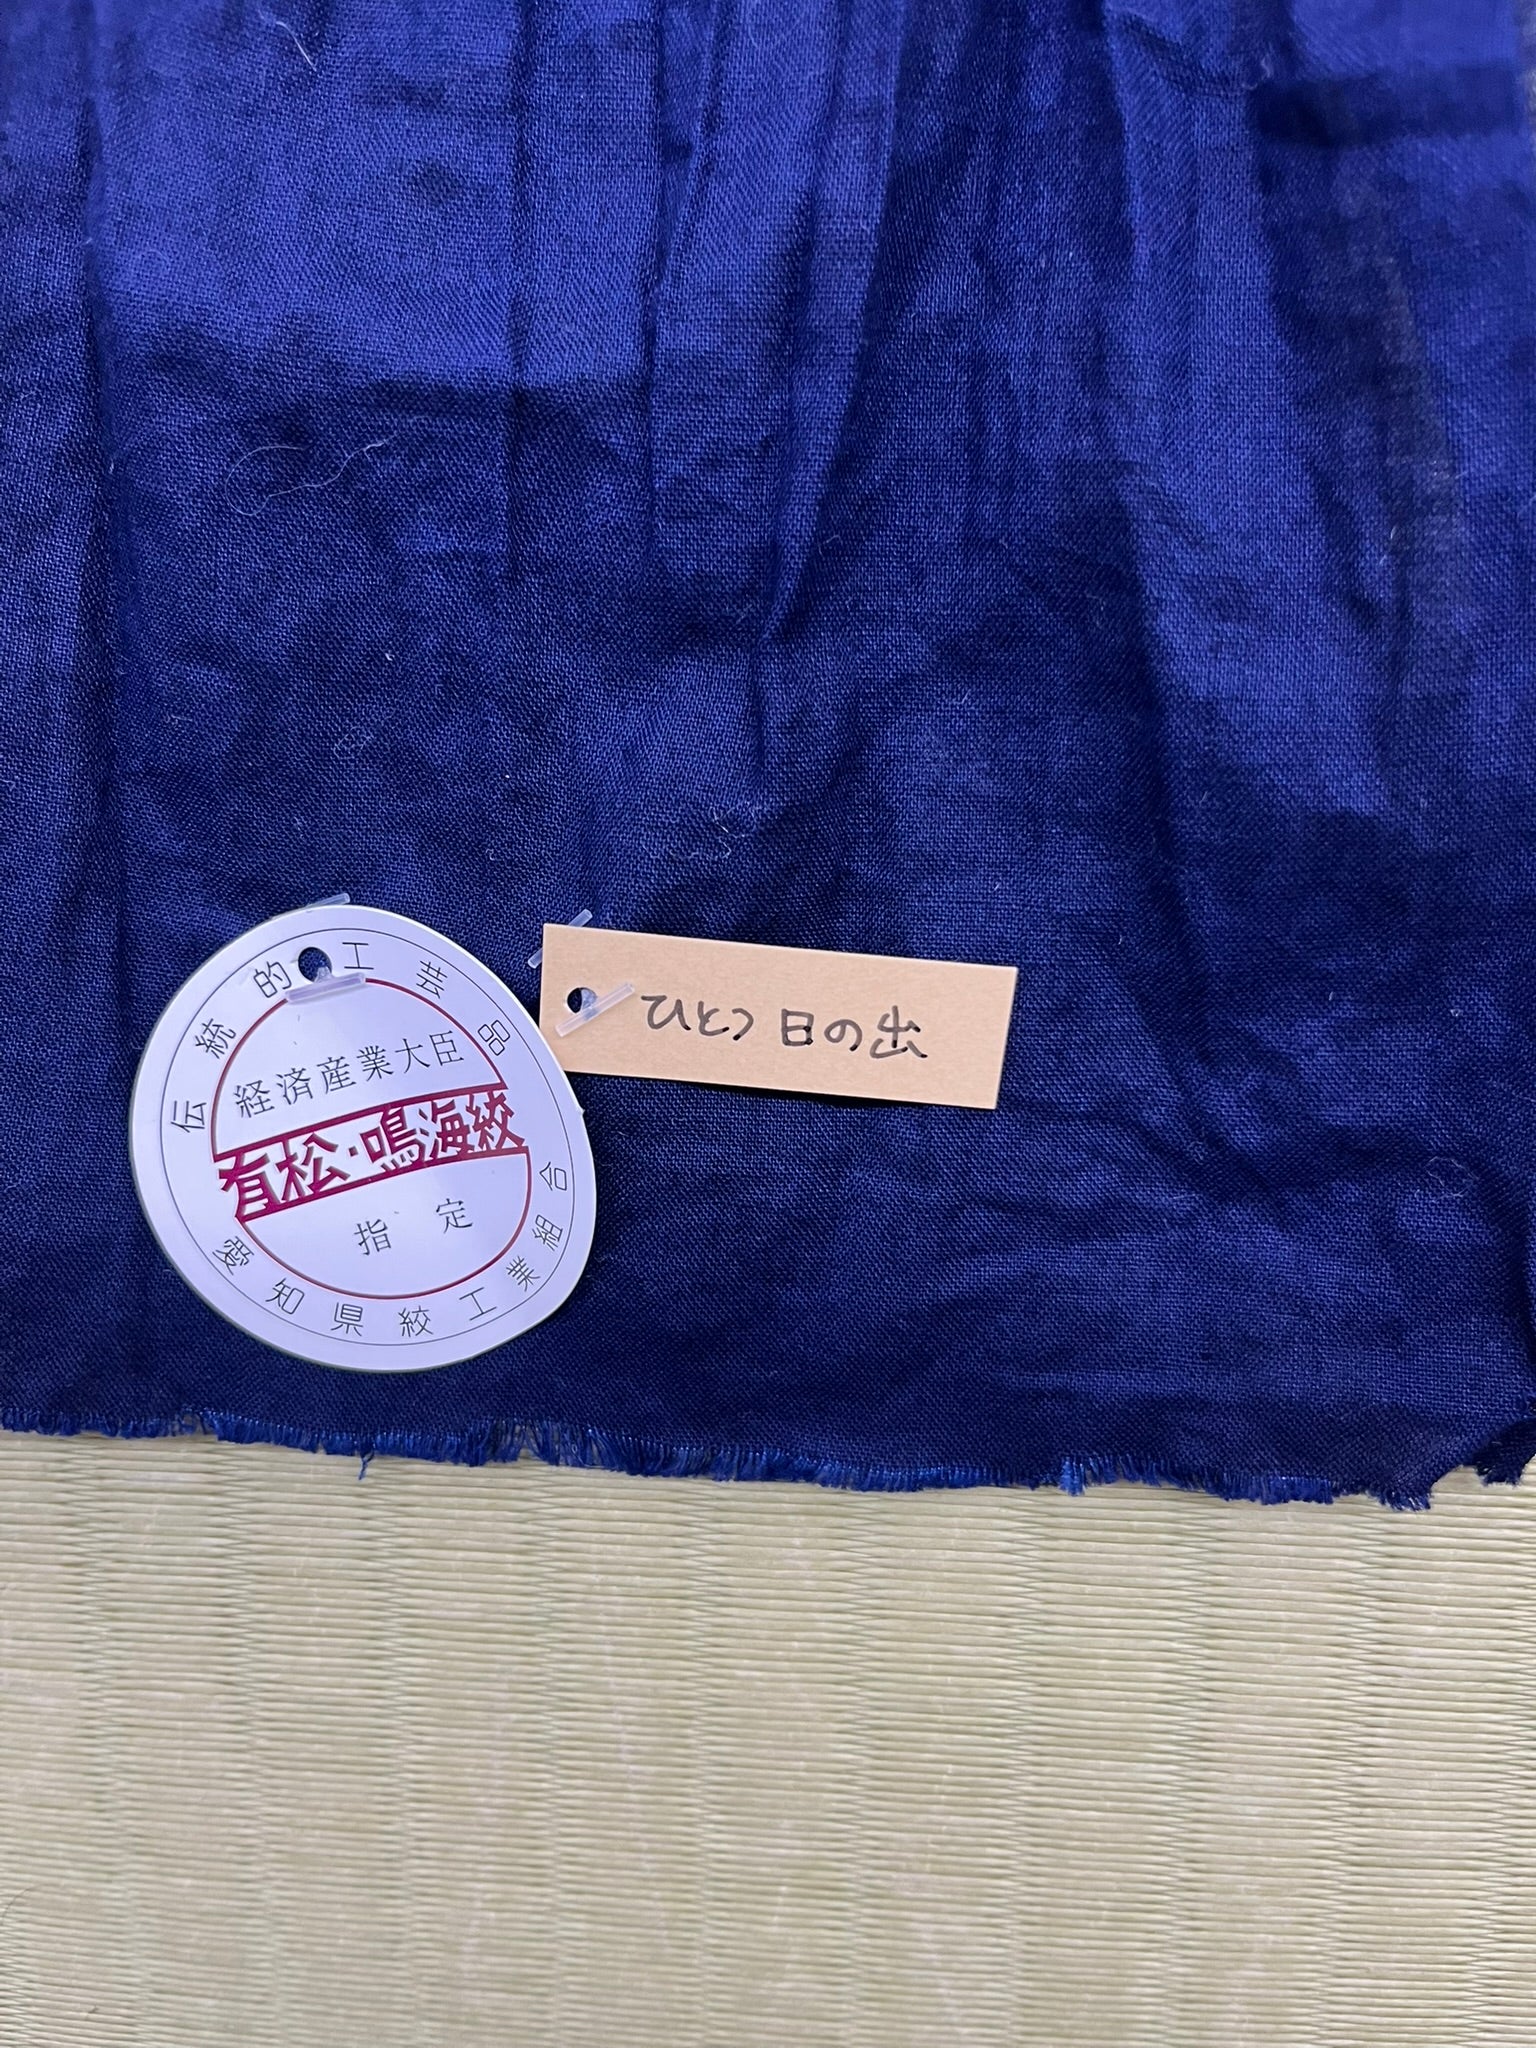 伝統的工芸品
経済産業大臣
有松・鳴海絞
指定
愛知県絞工業組合
ひとつ 日の出